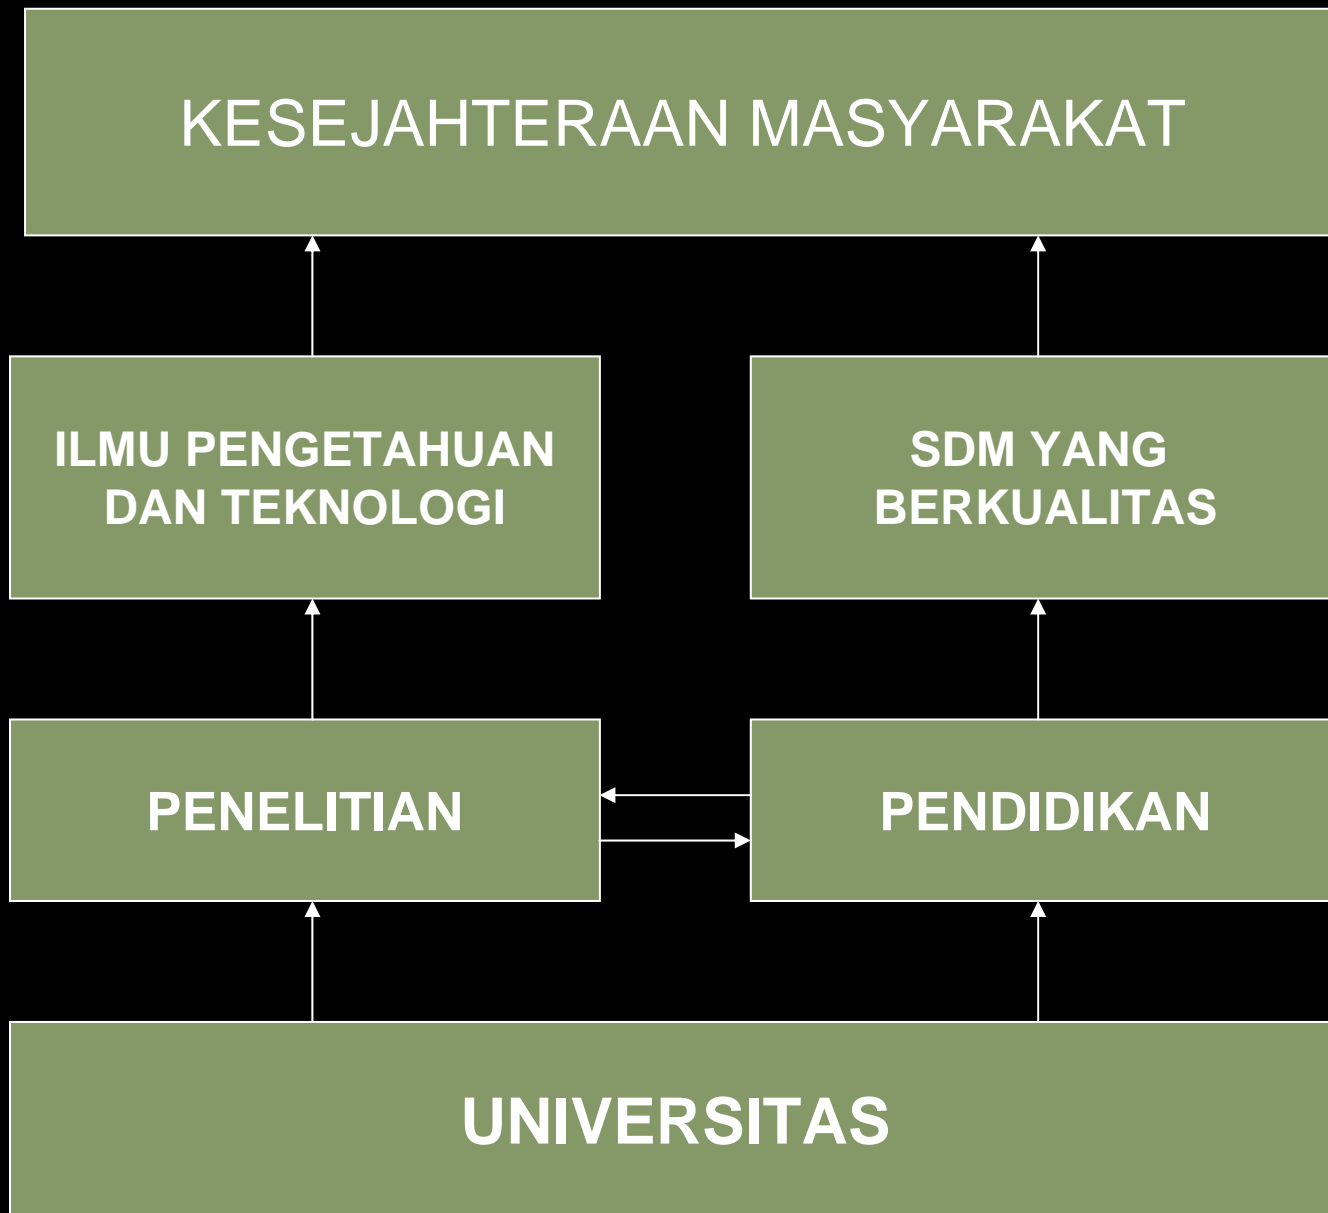 KESEJAHTERAAN MASYARAKAT
ILMU PENGETAHUAN
DAN TEKNOLOGI
SDM YANG
BERKUALITAS
PENELITIAN
PENDIDIKAN
UNIVERSITAS